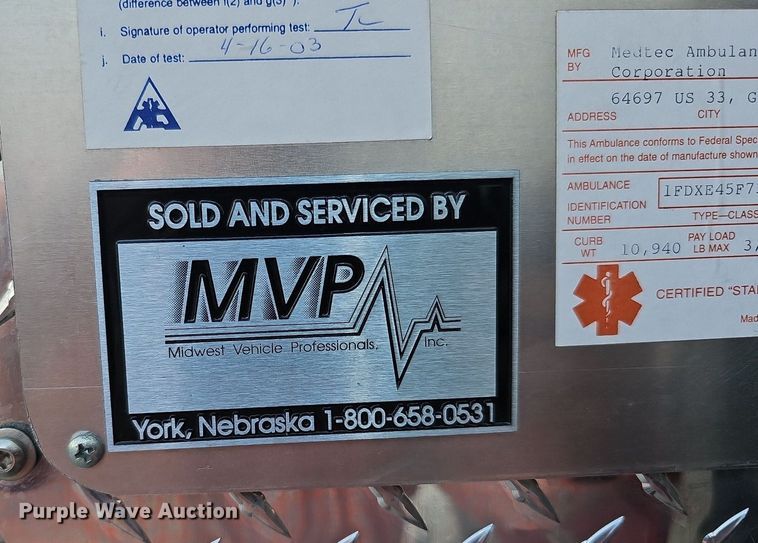 (difference between f(2) and g(3) ).
i. Signature of operator performing test:
j. Date of test: 4-16-03
SOLD AND SERVICED BY
MVP
Midwest Vehicle Professionals, Inc.
York, Nebraska 1-800-658-0531
MFG BY
Medtec Ambulan
Corporation
64697 US 33, G
ADDRESS CITY
This Ambulance conforms to Federal Spec
in effect on the date of manufacture shown
AMBULANCE
IDENTIFICATION
NUMBER
1FDXE45F7
TYPE—CLASS
CURB WT 10,940 PAY LOAD LB MAX 3,
CERTIFIED "STA
Mad
Purple Wave Auction